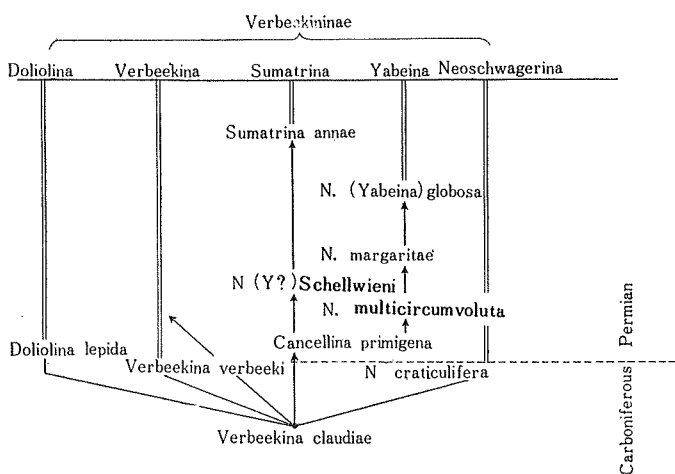 Verbeekininae
Doliolina Verbeekina Sumatrina Yabeina Neoschwagerina
Sumatrina annae
N. (Yabeina) globosa
N. margaritae
N (Y?) Schellwieni
N. multicircumvoluta
Cancellina primigena
Doliolina lepida
Verbeekina verbeeki
N craticulifera
Verbeekina claudiae
Permian
Carboniferous